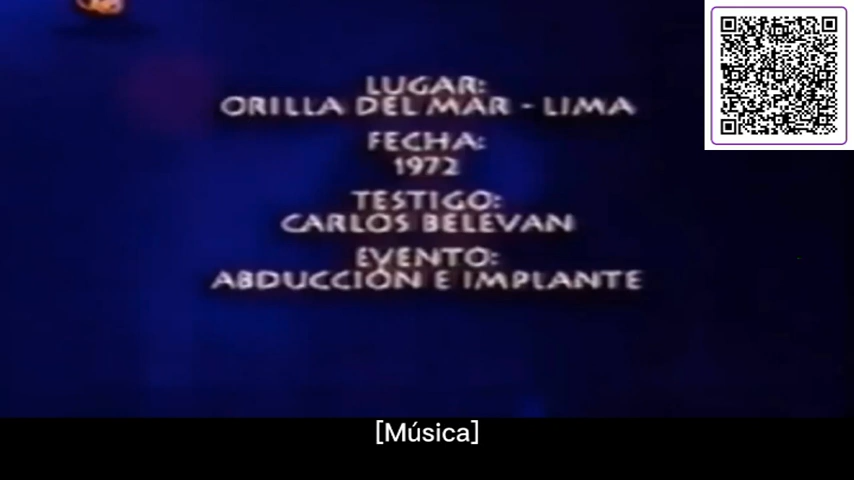 LUGAR:
ORILLA DEL MAR - LIMA
FECHA:
1972
TESTIGO:
CARLOS BELEVAN
EVENTO:
ABDUCCIÓN E IMPLANTE
[Música]